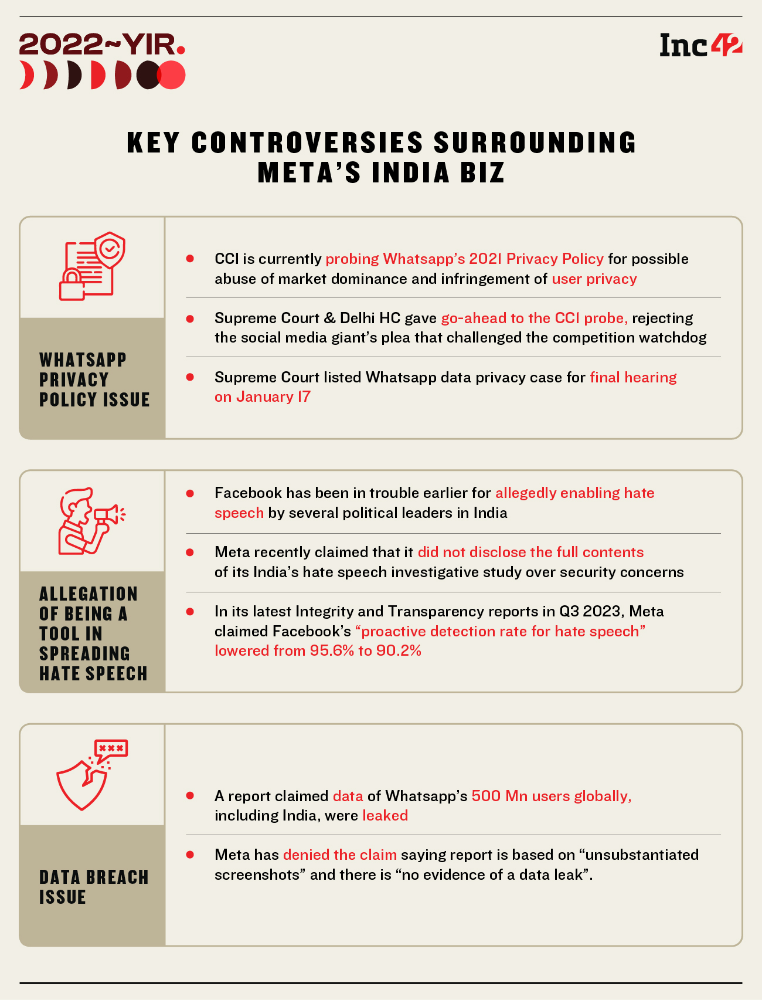 2022~YIR.
Inc42
KEY CONTROVERSIES SURROUNDING
META'S INDIA BIZ
WHATSAPP
PRIVACY
POLICY ISSUE
CCI is currently probing Whatsapp's 2021 Privacy Policy for possible
abuse of market dominance and infringement of user privacy
Supreme Court & Delhi HC gave go-ahead to the CCI probe, rejecting
the social media giant's plea that challenged the competition watchdog
Supreme Court listed Whatsapp data privacy case for final hearing
on January 17
ALLEGATION
OF BEING A
TOOL IN
SPREADING
HATE SPEECH
Facebook has been in trouble earlier for allegedly enabling hate
speech by several political leaders in India
Meta recently claimed that it did not disclose the full contents
of its India's hate speech investigative study over security concerns
In its latest Integrity and Transparency reports in Q3 2023, Meta
claimed Facebook's “proactive detection rate for hate speech”
lowered from 95.6% to 90.2%
DATA BREACH
ISSUE
A report claimed data of Whatsapp's 500 Mn users globally,
including India, were leaked
Meta has denied the claim saying report is based on “unsubstantiated
screenshots” and there is “no evidence of a data leak”.